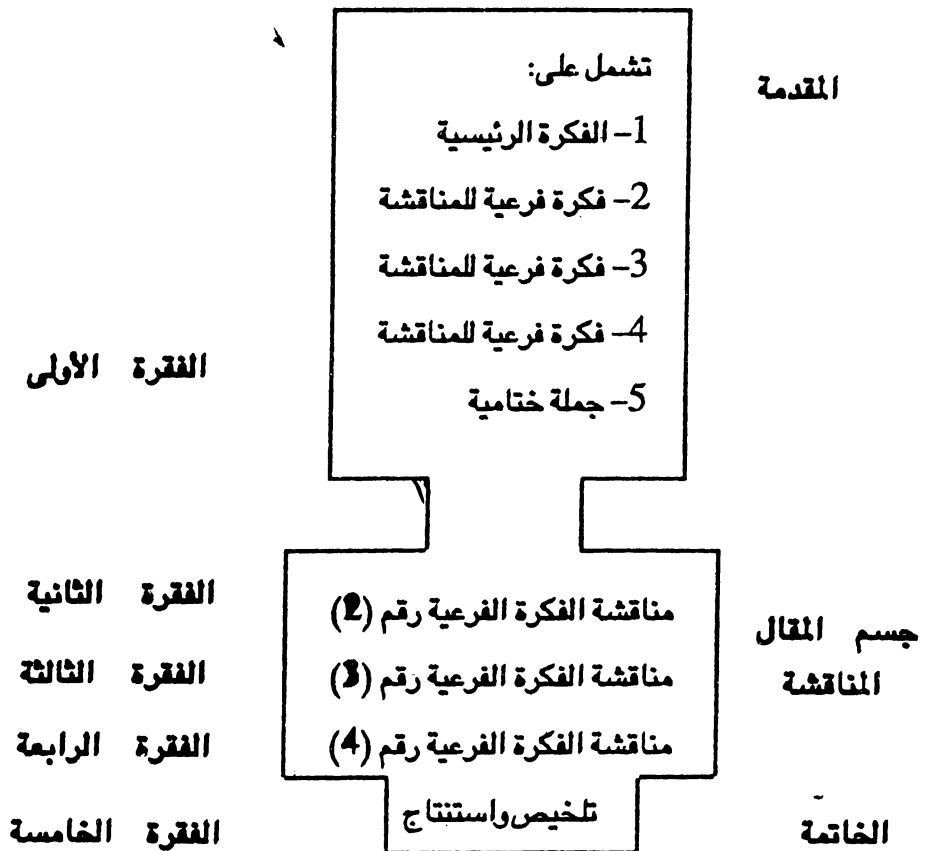 تشمل على:
المقدمة
1- الفكرة الرئيسية
2- فكرة فرعية للمناقشة
3- فكرة فرعية للمناقشة
4- فكرة فرعية للمناقشة
الفقرة الأولى
5- جملة ختامية
مناقشة الفكرة الفرعية رقم (2)
الفقرة الثانية
جسم المقال
المناقشة
مناقشة الفكرة الفرعية رقم (3)
الفقرة الثالثة
مناقشة الفكرة الفرعية رقم (4)
الفقرة الرابعة
الخاتمة
تلخيص واستنتاج
الفقرة الخامسة